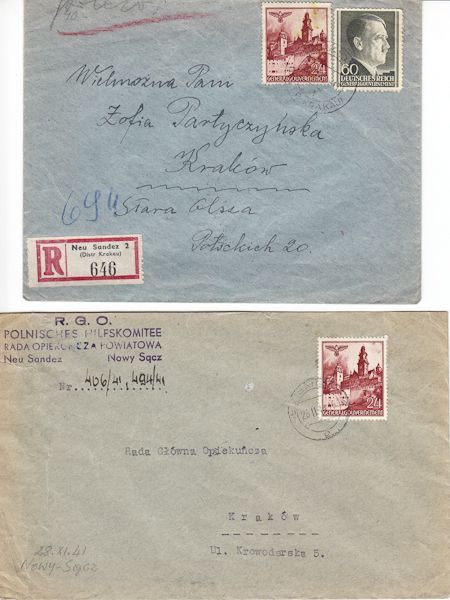 24
GENERALGOUVERNEMENT
60
DEUTSCHES REICH
GENERALGOUVERNEMENT
Wielmożna Pani
Zofia Partyczyńska
Kraków
694
Stara Olsza
Potockich 20.
R
Neu Sandez 2
(Distr Krakau)
646
R. G. O.
POLNISCHES HILFSKOMITEE
RADA OPIEKUŃCZA POWIATOWA
Neu Sandez Nowy Sącz
Nr. 406/41, 424/41
24
GENERALGOUVERNEMENT
Rada Główna Opiekuńcza
Kraków
Ul. Krowoderska 5.
28.XI.41
Nowy-Sącz